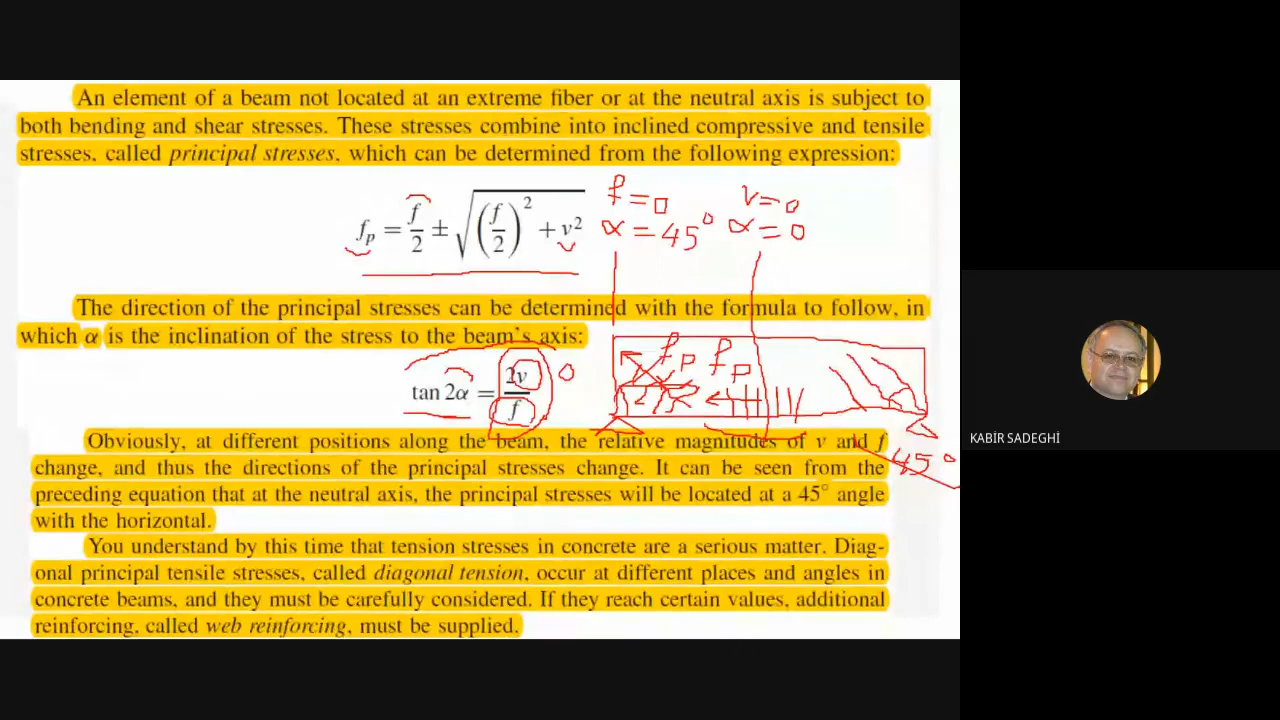 An element of a beam not located at an extreme fiber or at the neutral axis is subject to
both bending and shear stresses. These stresses combine into inclined compressive and tensile
stresses, called principal stresses, which can be determined from the following expression:
f=0 v=0
fp = f/2 ± √((f/2)² + v²)
α=45° α=0
The direction of the principal stresses can be determined with the formula to follow, in
which α is the inclination of the stress to the beam's axis:
fp fp
tan 2α = 2v/f 0
Obviously, at different positions along the beam, the relative magnitudes of v and f
45°
change, and thus the directions of the principal stresses change. It can be seen from the
preceding equation that at the neutral axis, the principal stresses will be located at a 45° angle
with the horizontal.
You understand by this time that tension stresses in concrete are a serious matter. Diag-
onal principal tensile stresses, called diagonal tension, occur at different places and angles in
concrete beams, and they must be carefully considered. If they reach certain values, additional
reinforcing, called web reinforcing, must be supplied.
KABİR SADEGHİ